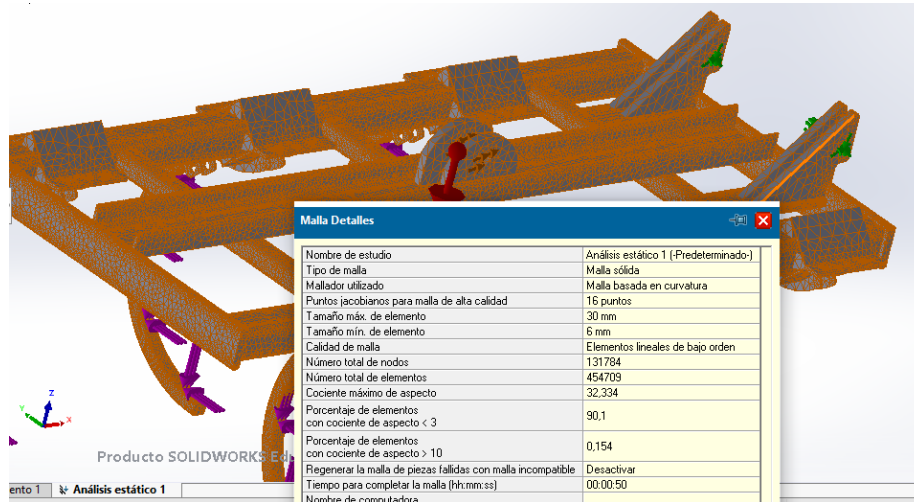 Malla Detalles
Nombre de estudio Análisis estático 1 (-Predeterminado-)
Tipo de malla Malla sólida
Mallador utilizado Malla basada en curvatura
Puntos jacobianos para malla de alta calidad 16 puntos
Tamaño máx. de elemento 30 mm
Tamaño mín. de elemento 6 mm
Calidad de malla Elementos lineales de bajo orden
Número total de nodos 131784
Número total de elementos 454709
Cociente máximo de aspecto 32,334
Porcentaje de elementos
con cociente de aspecto < 3 90,1
Porcentaje de elementos
con cociente de aspecto > 10 0,154
Regenerar la malla de piezas fallidas con malla incompatible Desactivar
Tiempo para completar la malla (hh:mm:ss) 00:00:50
Nombre de computadora
z
Y
x
Producto SOLIDWORKS Ed
ento 1 Análisis estático 1